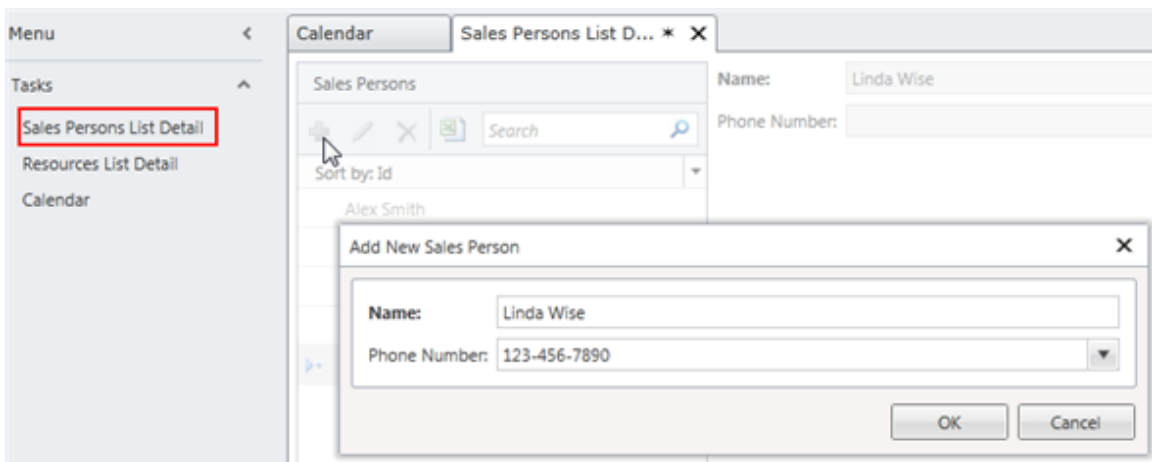 Menu
Calendar
Sales Persons List D... *
Tasks
Sales Persons List Detail
Resources List Detail
Calendar
Sales Persons
Search
Sort by: Id
Alex Smith
Name: Linda Wise
Phone Number:
Add New Sales Person
Name: Linda Wise
Phone Number: 123-456-7890
OK
Cancel